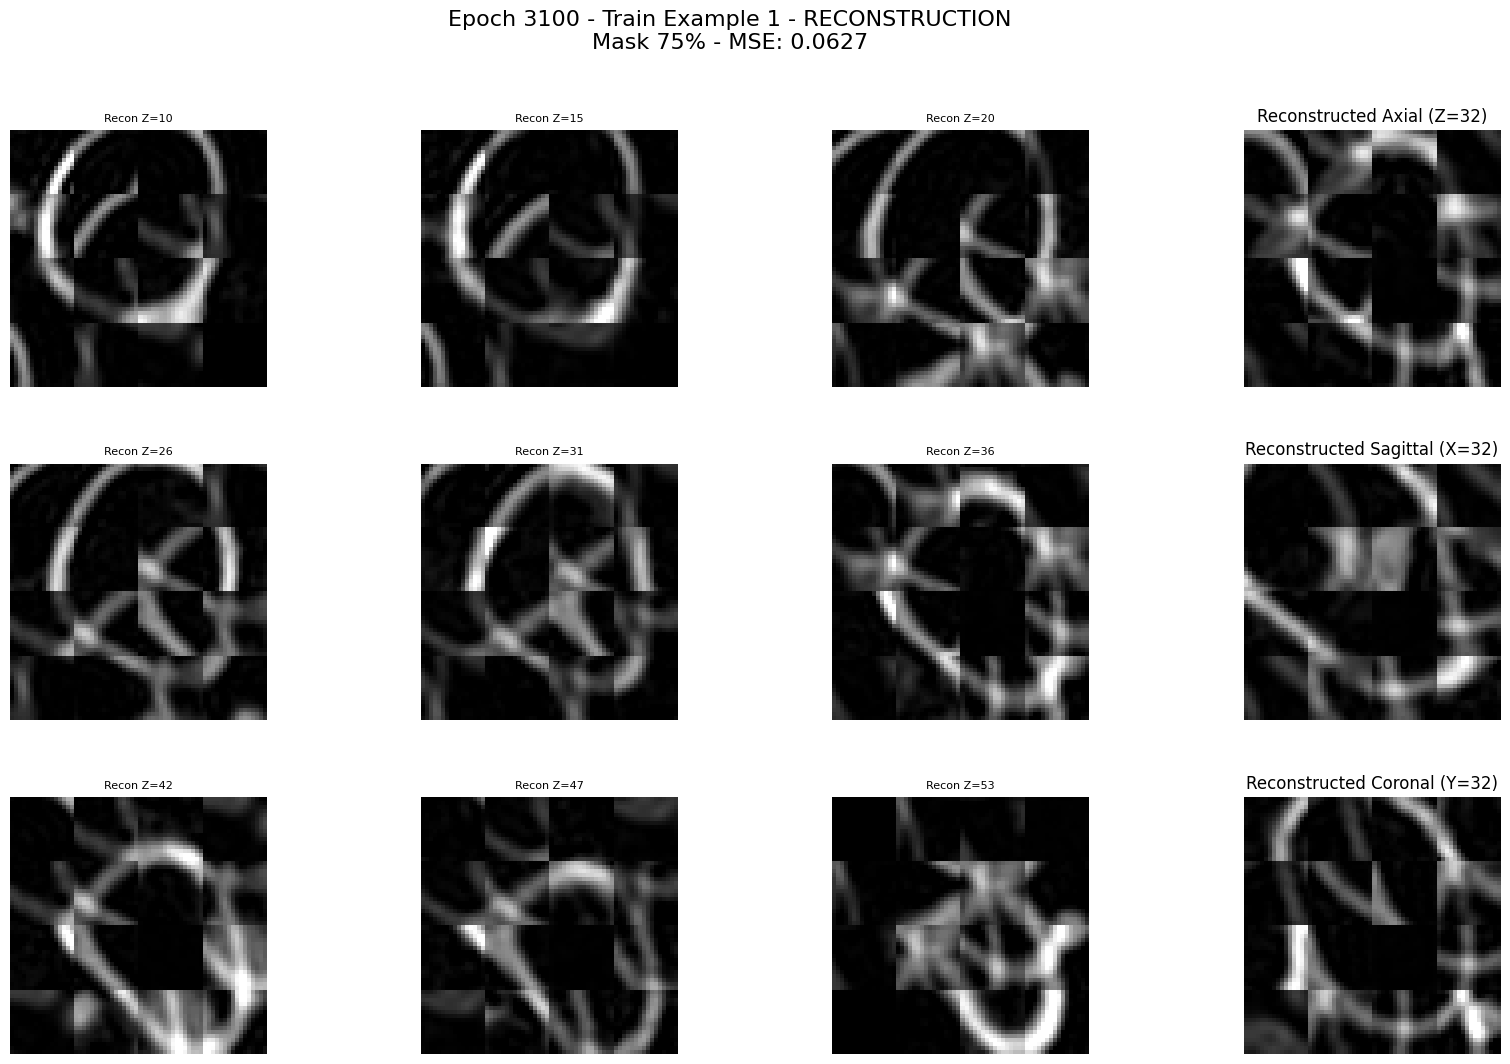 Epoch 3100 - Train Example 1 - RECONSTRUCTION
Mask 75% - MSE: 0.0627
Recon Z=10
Recon Z=15
Recon Z=20
Reconstructed Axial (Z=32)
Recon Z=26
Recon Z=31
Recon Z=36
Reconstructed Sagittal (X=32)
Recon Z=42
Recon Z=47
Recon Z=53
Reconstructed Coronal (Y=32)